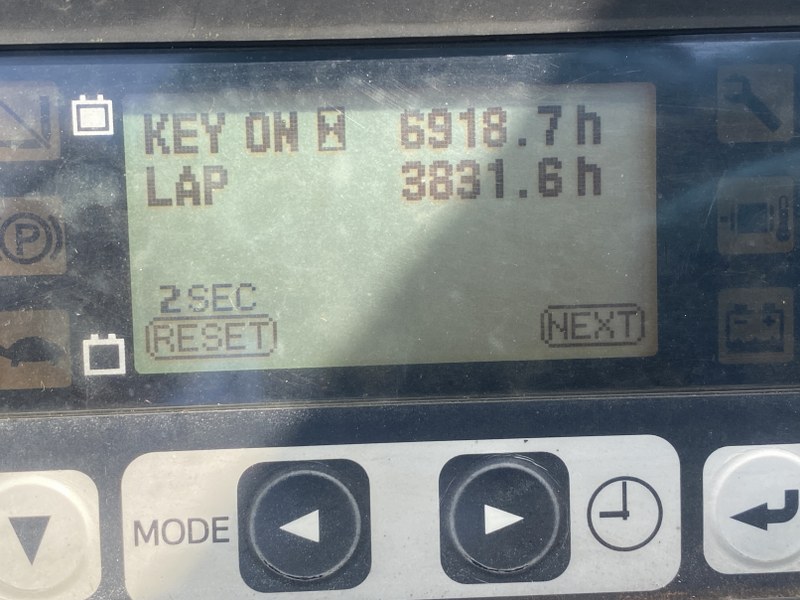 KEY ON 6918.7h
LAP 3831.6h
2SEC
RESET NEXT
P
MODE